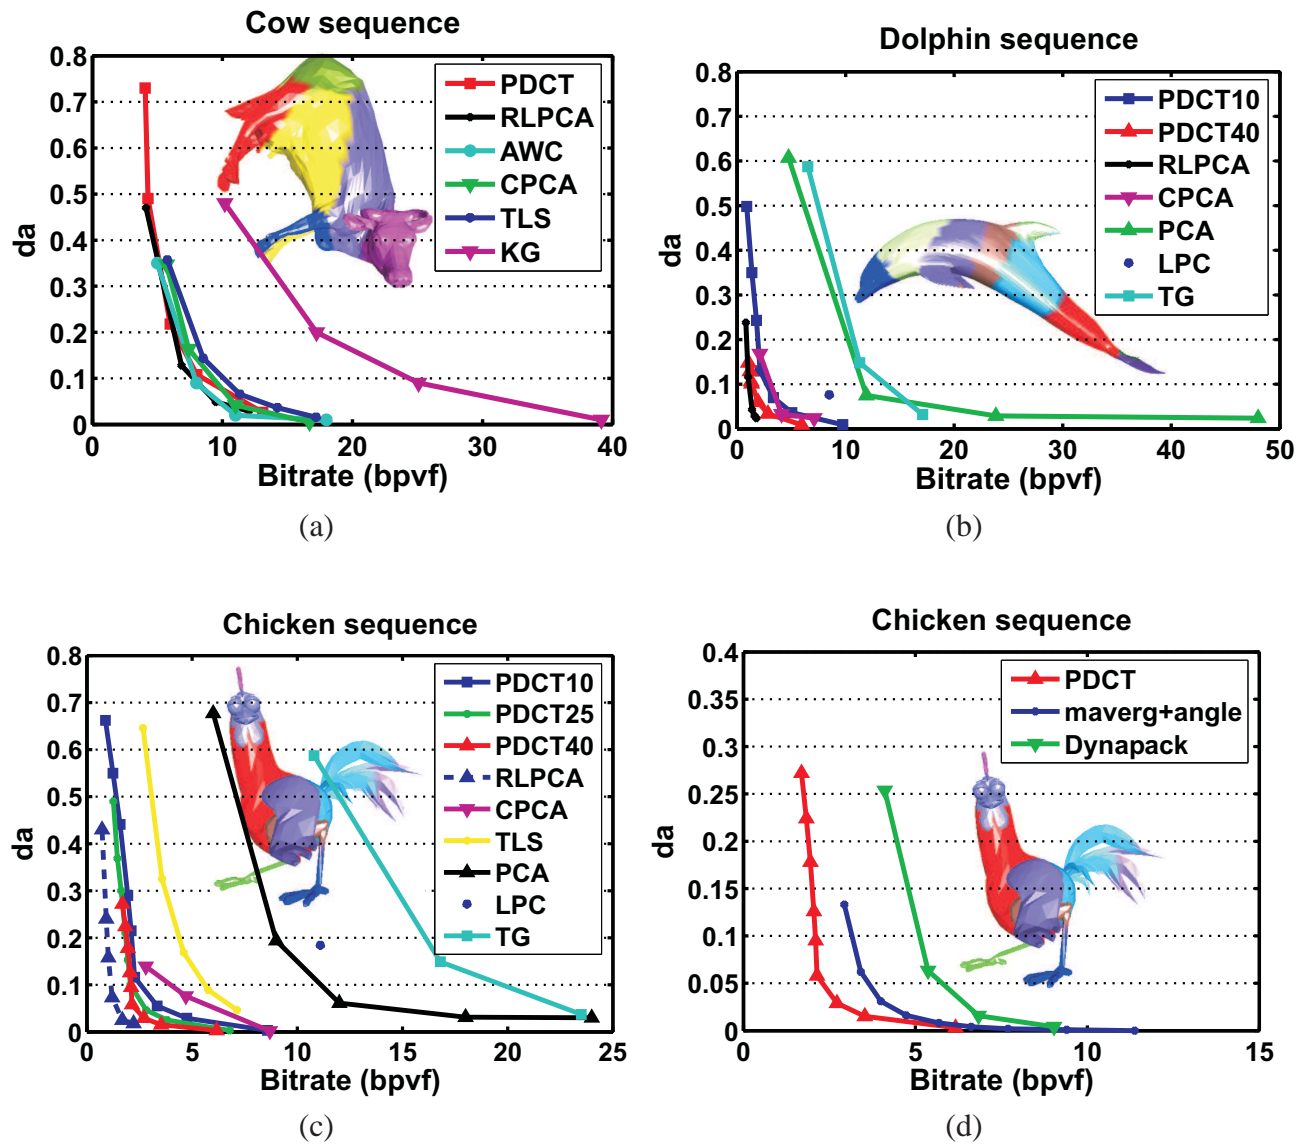 Cow sequence
0.8
0.7
0.6
0.5
0.4
0.3
0.2
0.1
0
da
PDCT
RLPCA
AWC
CPCA
TLS
KG
0 10 20 30 40
Bitrate (bpvf)
(a)
Dolphin sequence
0.8
0.7
0.6
0.5
0.4
0.3
0.2
0.1
0
da
PDCT10
PDCT40
RLPCA
CPCA
PCA
LPC
TG
0 10 20 30 40 50
Bitrate (bpvf)
(b)
Chicken sequence
0.8
0.7
0.6
0.5
0.4
0.3
0.2
0.1
0
da
PDCT10
PDCT25
PDCT40
RLPCA
CPCA
TLS
PCA
LPC
TG
0 5 10 15 20 25
Bitrate (bpvf)
(c)
Chicken sequence
0.4
0.35
0.3
0.25
0.2
0.15
0.1
0.05
0
da
PDCT
maverg+angle
Dynapack
0 5 10 15
Bitrate (bpvf)
(d)